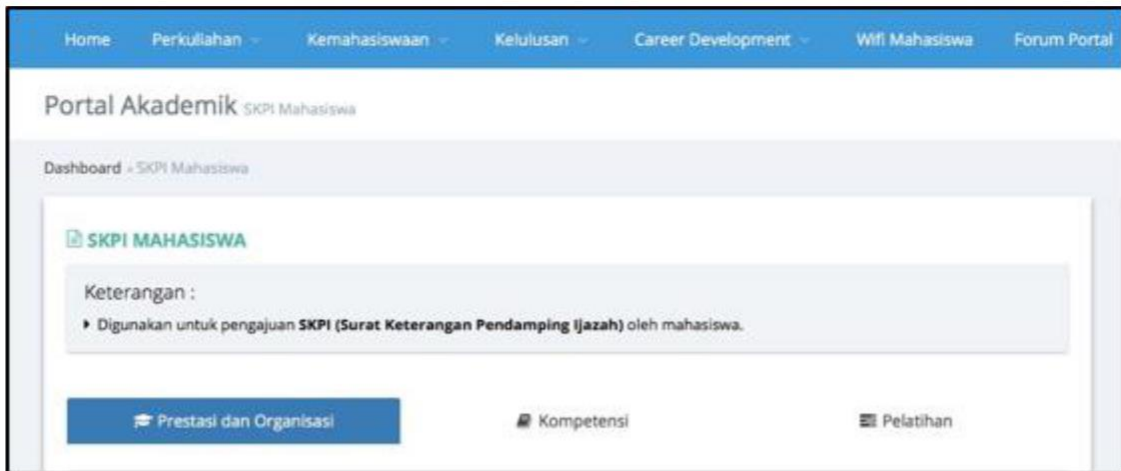 Home Perkuliahan Kemahasiswaan Kelulusan Career Development Wifi Mahasiswa Forum Portal
Portal Akademik SKPI Mahasiswa
Dashboard » SKPI Mahasiswa
SKPI MAHASISWA
Keterangan :
Digunakan untuk pengajuan SKPI (Surat Keterangan Pendamping Ijazah) oleh mahasiswa.
Prestasi dan Organisasi Kompetensi Pelatihan